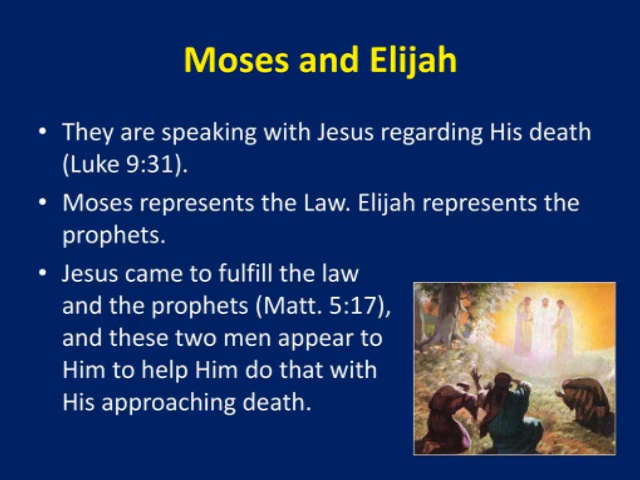 Moses and Elijah
• They are speaking with Jesus regarding His death
(Luke 9:31).
• Moses represents the Law. Elijah represents the
prophets.
• Jesus came to fulfill the law
and the prophets (Matt. 5:17),
and these two men appear to
Him to help Him do that with
His approaching death.